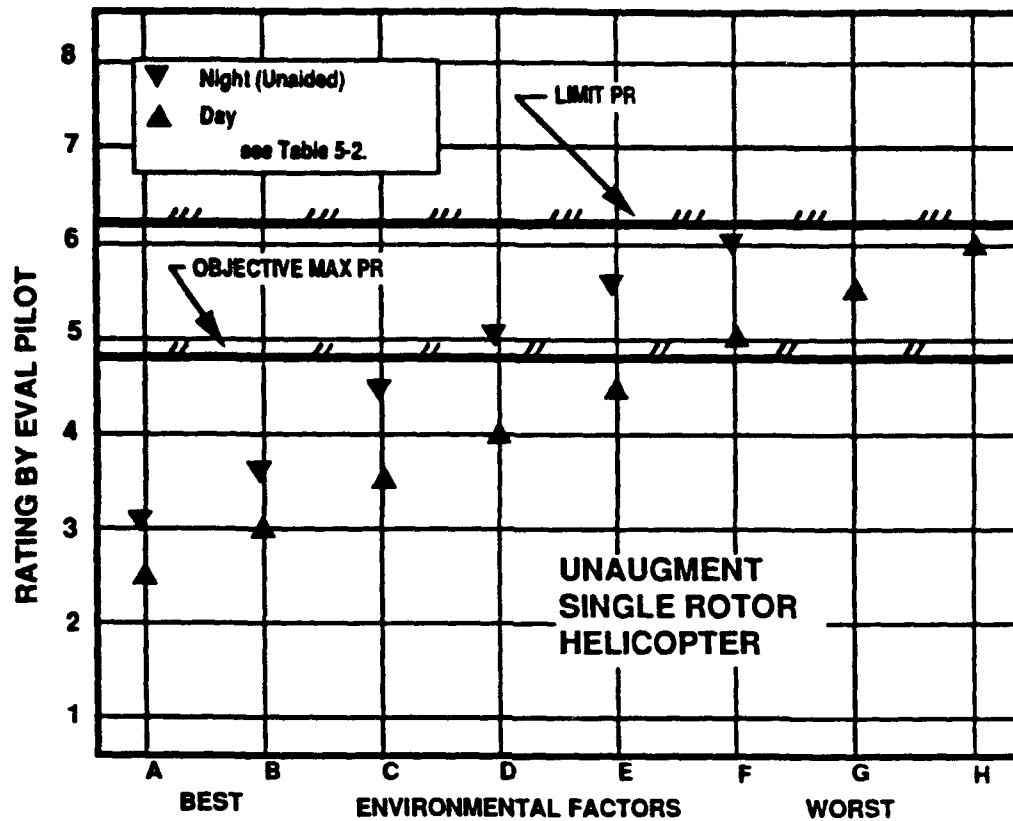 8
7
6
5
4
3
2
1
RATING BY EVAL PILOT
Night (Unaided)
Day
see Table 5-2.
LIMIT PR
OBJECTIVE MAX PR
UNAUGMENT
SINGLE ROTOR
HELICOPTER
A B C D E F G H
BEST ENVIRONMENTAL FACTORS WORST